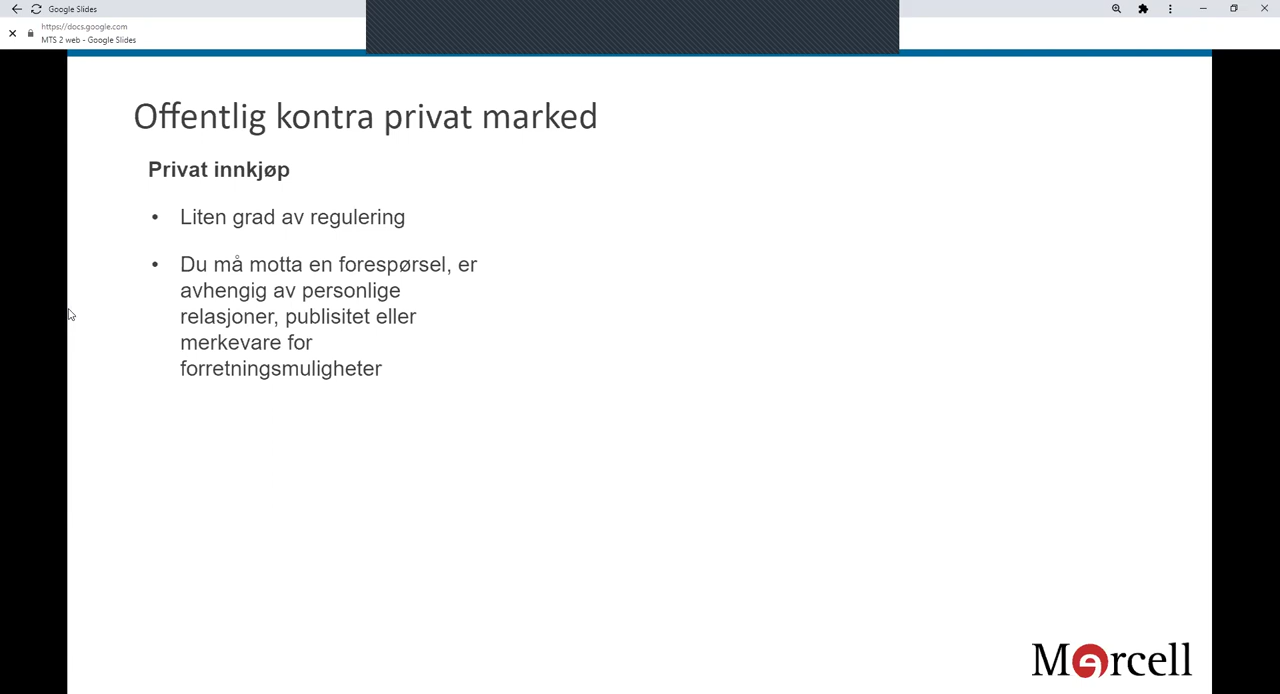 Google Slides
https://docs.google.com
MTS 2 web - Google Slides
Offentlig kontra privat marked
Privat innkjøp
• Liten grad av regulering
• Du må motta en forespørsel, er
avhengig av personlige
relasjoner, publisitet eller
merkevare for
forretningsmuligheter
Mercell